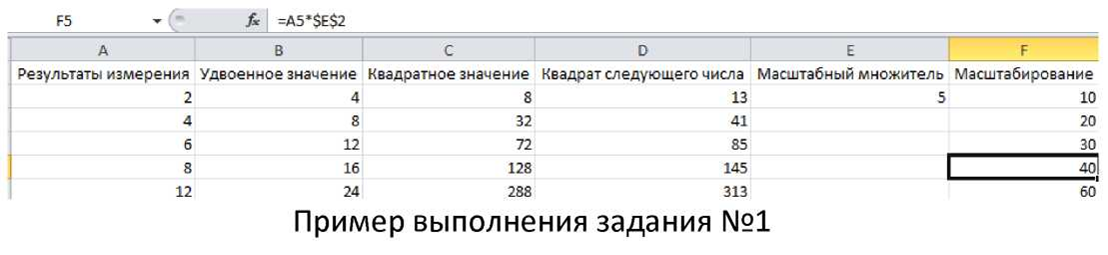 F5 fx =A5*$E$2
A B C D E F
Результаты измерения Удвоенное значение Квадратное значение Квадрат следующего числа Масштабный множитель Масштабирование
2 4 8 13 5 10
4 8 32 41 20
6 12 72 85 30
8 16 128 145 40
12 24 288 313 60
Пример выполнения задания №1